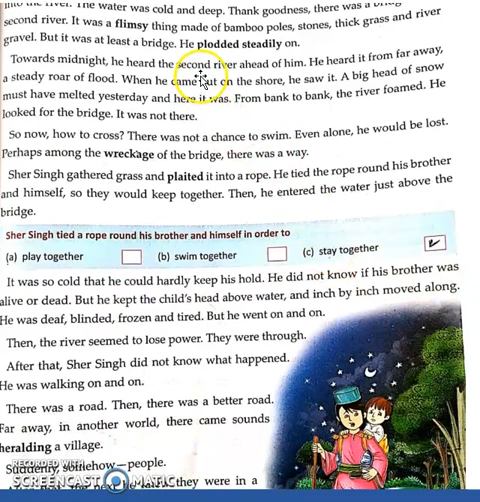 into the river. The water was cold and deep. Thank goodness, there was a
second river. It was a flimsy thing made of bamboo poles, stones, thick grass and river
gravel. But it was at least a bridge. He plodded steadily on.
Towards midnight, he heard the second river ahead of him. He heard it from far away,
a steady roar of flood. When he came out on the shore, he saw it. A big head of snow
must have melted yesterday and here it was. From bank to bank, the river foamed. He
looked for the bridge. It was not there.
So now, how to cross? There was not a chance to swim. Even alone, he would be lost.
Perhaps among the wreckage of the bridge, there was a way.
Sher Singh gathered grass and plaited it into a rope. He tied the rope round his brother
and himself, so they would keep together. Then, he entered the water just above the
bridge.
Sher Singh tied a rope round his brother and himself in order to
(a) play together (b) swim together (c) stay together
It was so cold that he could hardly keep his hold. He did not know if his brother was
alive or dead. But he kept the child's head above water, and inch by inch moved along.
He was deaf, blinded, frozen and tired. But he went on and on.
Then, the river seemed to lose power. They were through.
After that, Sher Singh did not know what happened.
He was walking on and on.
There was a road. Then, there was a better road.
Far away, in another world, there came sounds
heralding a village.
Suddenly, somehow—people.
RECORDED WITH
SCREENCAST MATIC
they were in a